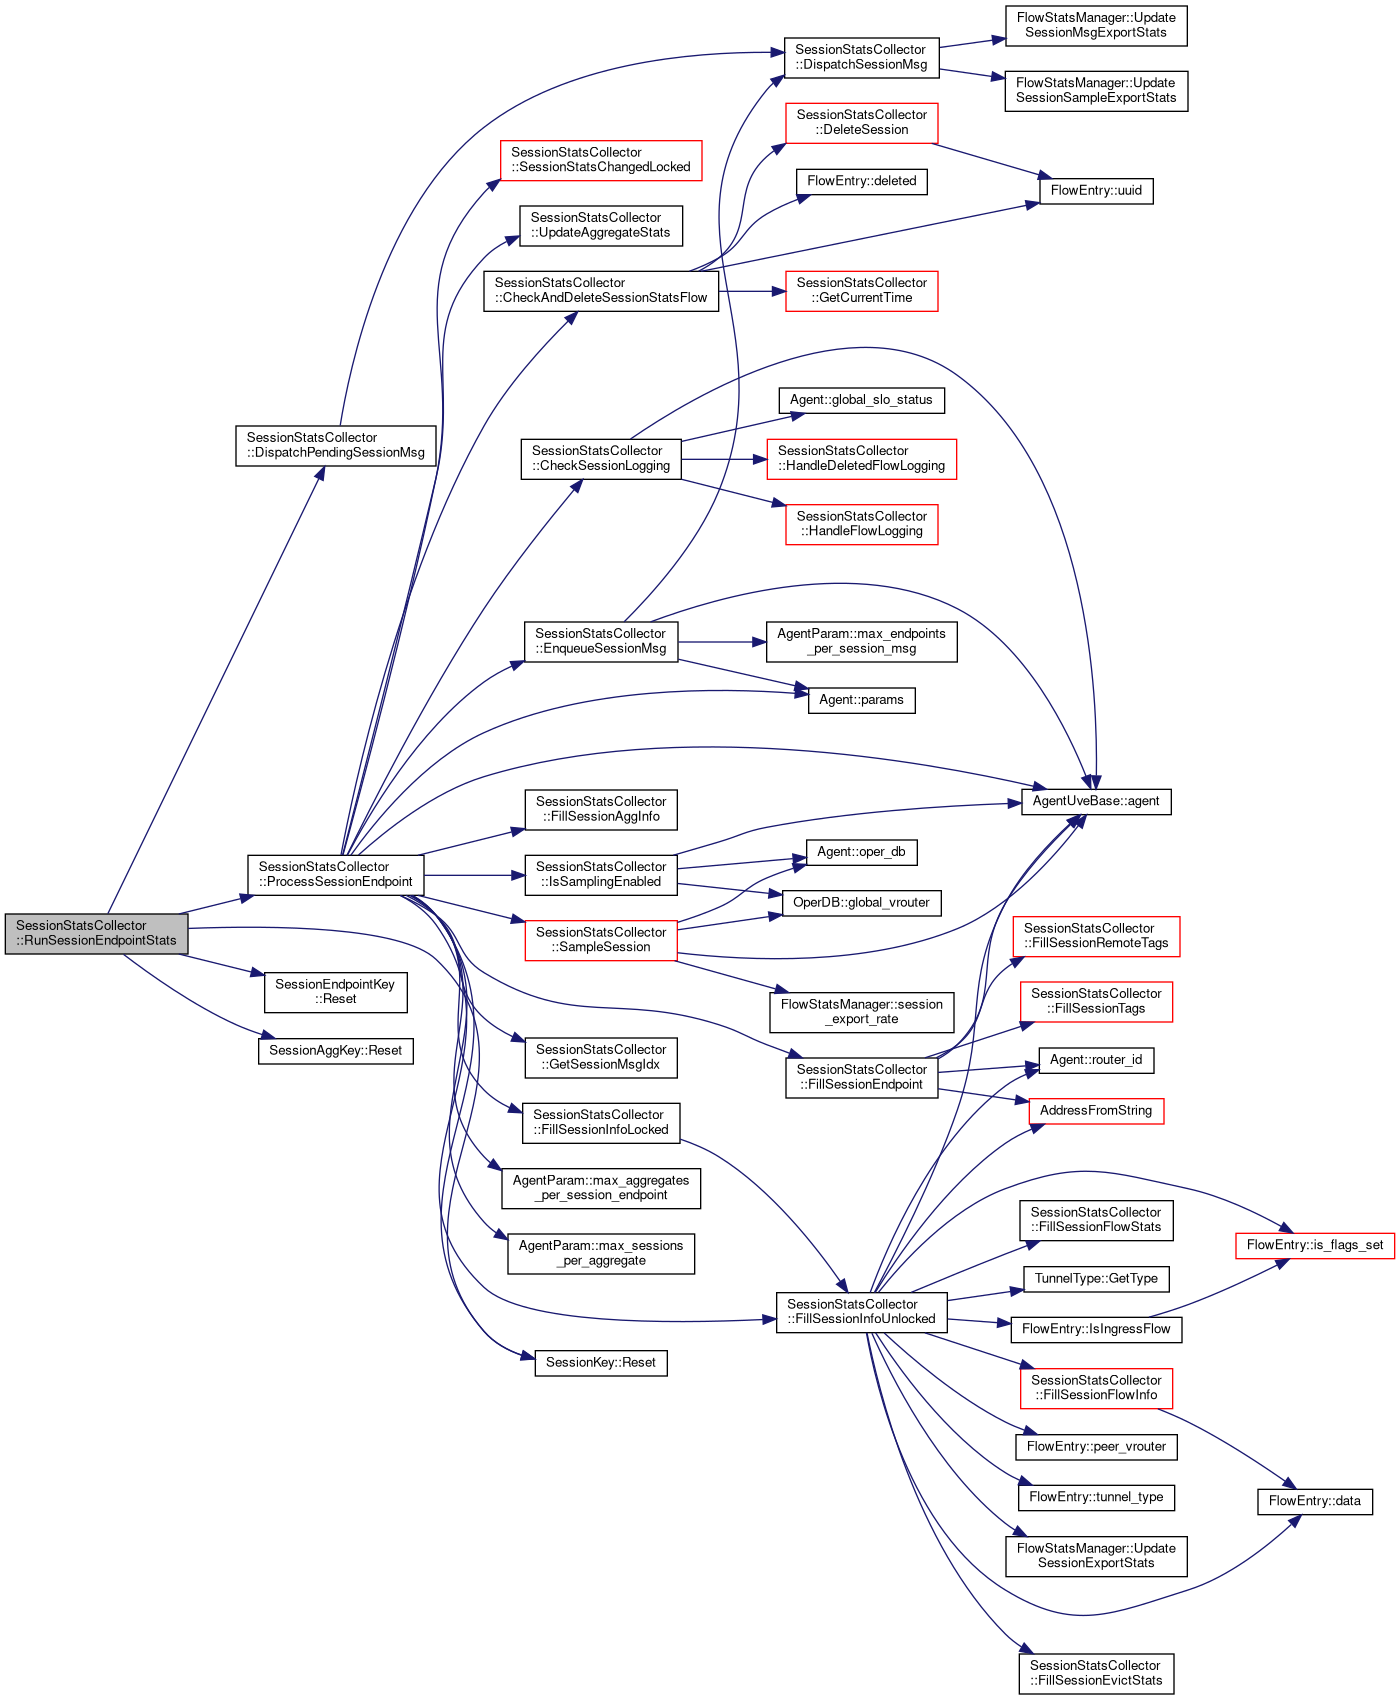 FlowStatsManager::Update
SessionMsgExportStats
SessionStatsCollector
::DispatchSessionMsg
FlowStatsManager::Update
SessionSampleExportStats
SessionStatsCollector
::DeleteSession
SessionStatsCollector
::SessionStatsChangedLocked
FlowEntry::deleted
FlowEntry::uuid
SessionStatsCollector
::UpdateAggregateStats
SessionStatsCollector
::CheckAndDeleteSessionStatsFlow
SessionStatsCollector
::GetCurrentTime
Agent::global_slo_status
SessionStatsCollector
::DispatchPendingSessionMsg
SessionStatsCollector
::CheckSessionLogging
SessionStatsCollector
::HandleDeletedFlowLogging
SessionStatsCollector
::HandleFlowLogging
SessionStatsCollector
::EnqueueSessionMsg
AgentParam::max_endpoints
_per_session_msg
Agent::params
AgentUveBase::agent
SessionStatsCollector
::FillSessionAggInfo
Agent::oper_db
SessionStatsCollector
::ProcessSessionEndpoint
SessionStatsCollector
::IsSamplingEnabled
OperDB::global_vrouter
SessionStatsCollector
::RunSessionEndpointStats
SessionStatsCollector
::SampleSession
SessionStatsCollector
::FillSessionRemoteTags
SessionEndpointKey
::Reset
FlowStatsManager::session
_export_rate
SessionStatsCollector
::FillSessionTags
SessionAggKey::Reset
SessionStatsCollector
::GetSessionMsgIdx
SessionStatsCollector
::FillSessionEndpoint
Agent::router_id
SessionStatsCollector
::FillSessionInfoLocked
AddressFromString
AgentParam::max_aggregates
_per_session_endpoint
SessionStatsCollector
::FillSessionFlowStats
AgentParam::max_sessions
_per_aggregate
FlowEntry::is_flags_set
TunnelType::GetType
SessionStatsCollector
::FillSessionInfoUnlocked
FlowEntry::IsIngressFlow
SessionKey::Reset
SessionStatsCollector
::FillSessionFlowInfo
FlowEntry::peer_vrouter
FlowEntry::tunnel_type
FlowEntry::data
FlowStatsManager::Update
SessionExportStats
SessionStatsCollector
::FillSessionEvictStats